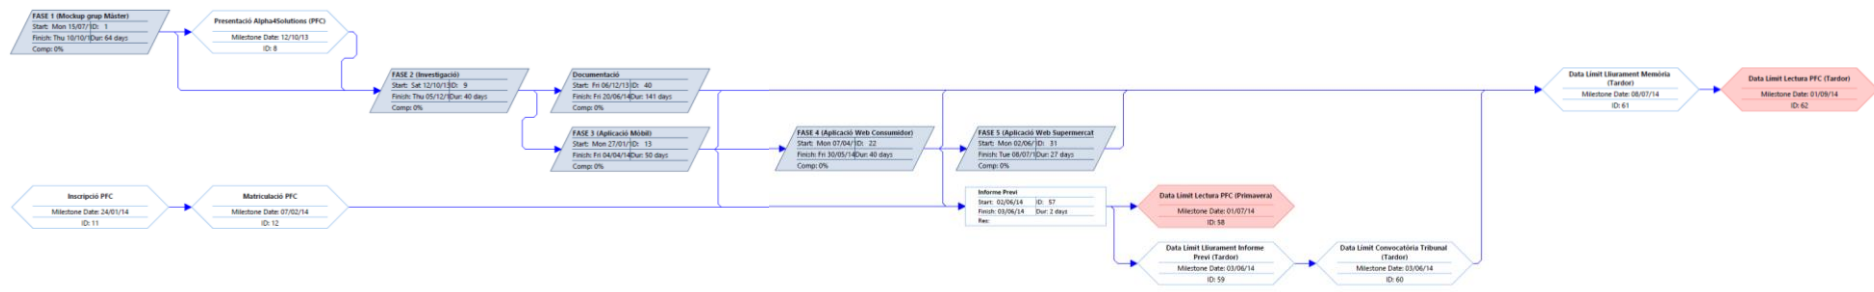 FASE 1 (Mockup grup Màster)
Start: Mon 15/07/ ID: 1
Finish: Thu 10/10/ Dur: 64 days
Comp: 0%
Presentació Alpha4Solutions (PFC)
Milestone Date: 12/10/13
ID: 8
FASE 2 (Investigació)
Start: Sat 12/10/13 ID: 9
Finish: Thu 05/12/ Dur: 40 days
Comp: 0%
Documentació
Start: Fri 06/12/13 ID: 40
Finish: Fri 20/06/14 Dur: 141 days
Comp: 0%
Data Límit Lliurament Memòria
(Tardor)
Milestone Date: 08/07/14
ID: 61
Data Límit Lectura PFC (Tardor)
Milestone Date: 01/09/14
ID: 62
FASE 3 (Aplicació Mòbil)
Start: Mon 27/01/ ID: 13
Finish: Fri 04/04/14 Dur: 50 days
Comp: 0%
FASE 4 (Aplicació Web Consumidor)
Start: Mon 07/04/ ID: 22
Finish: Fri 30/05/14 Dur: 40 days
Comp: 0%
FASE 5 (Aplicació Web Supermercat
Start: Mon 02/06/ ID: 31
Finish: Tue 08/07/ Dur: 27 days
Comp: 0%
Inscripció PFC
Milestone Date: 24/01/14
ID: 11
Matriculació PFC
Milestone Date: 07/02/14
ID: 12
Informe Previ
Start: 02/06/14 ID: 57
Finish: 03/06/14 Dur: 2 days
Res:
Data Límit Lectura PFC (Primavera)
Milestone Date: 01/07/14
ID: 58
Data Límit Lliurament Informe
Previ (Tardor)
Milestone Date: 03/06/14
ID: 59
Data Límit Convocatòria Tribunal
(Tardor)
Milestone Date: 03/06/14
ID: 60